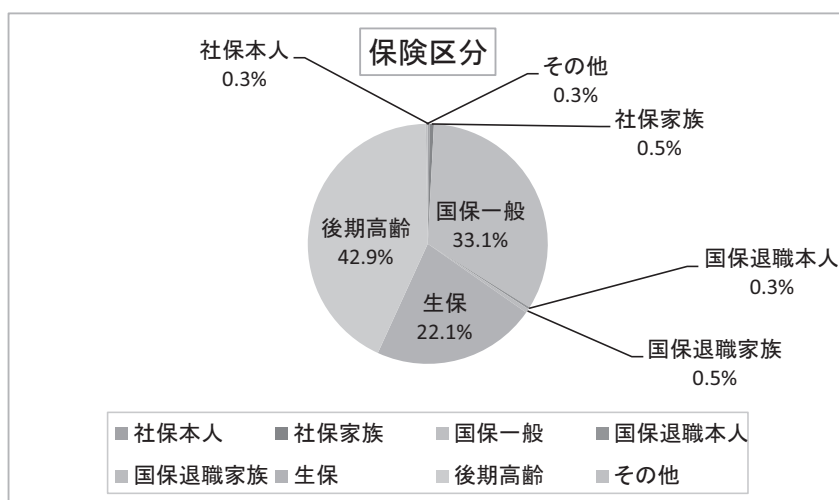 保険区分
社保本人
0.3%
その他
0.3%
社保家族
0.5%
国保一般
33.1%
国保退職本人
0.3%
国保退職家族
0.5%
生保
22.1%
後期高齢
42.9%
社保本人 社保家族 国保一般 国保退職本人
国保退職家族 生保 後期高齢 その他